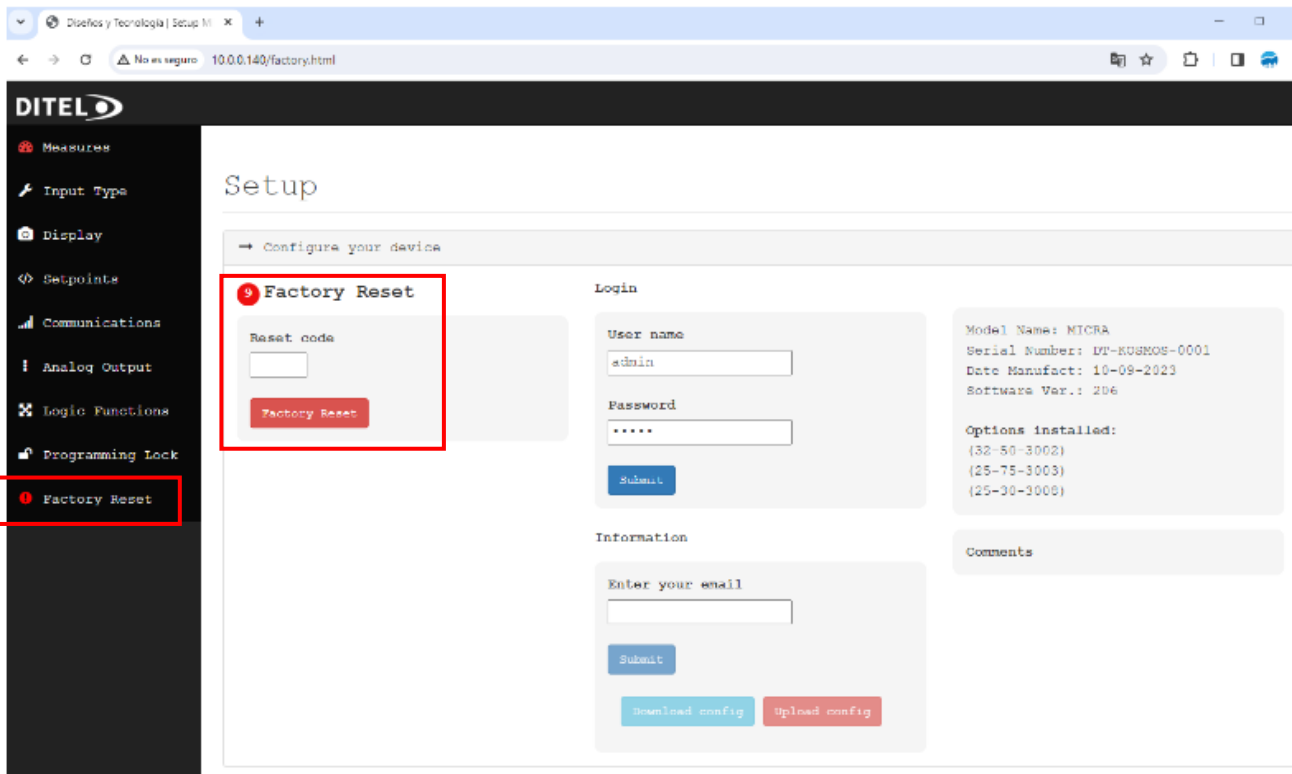 Diseños y Tecnología | Setup M
No es seguro
10.0.0.140/factory.html
DITEL
Measures
Input Type
Display
Setpoints
Communications
Analog Output
Logic Functions
Programming Lock
Factory Reset
Setup
→ Configure your device
9 Factory Reset
Reset code
Factory Reset
Login
User name
admin
Password
•••••
Submit
Information
Enter your email
Submit
Download config
Upload config
Model Name: MICRA
Serial Number: DT-KOSMOS-0001
Date Manufact: 10-09-2023
Software Ver.: 206
Options installed:
(32-50-3002)
(25-75-3003)
(25-30-3008)
Comments